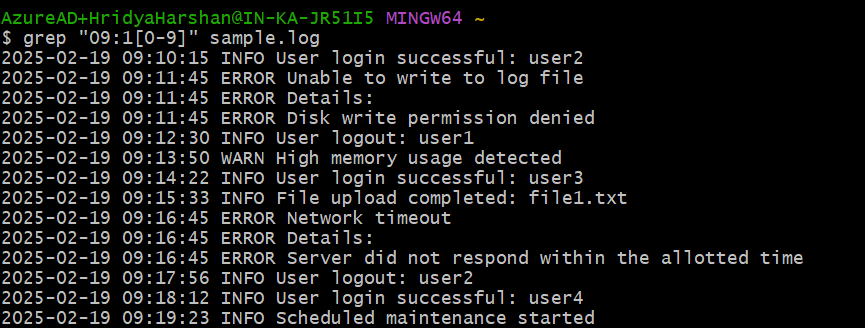 AzureAD+HridyaHarshan@IN-KA-JR51I5 MINGW64 ~
$ grep "09:1[0-9]" sample.log
2025-02-19 09:10:15 INFO User login successful: user2
2025-02-19 09:11:45 ERROR Unable to write to log file
2025-02-19 09:11:45 ERROR Details:
2025-02-19 09:11:45 ERROR Disk write permission denied
2025-02-19 09:12:30 INFO User logout: user1
2025-02-19 09:13:50 WARN High memory usage detected
2025-02-19 09:14:22 INFO User login successful: user3
2025-02-19 09:15:33 INFO File upload completed: file1.txt
2025-02-19 09:16:45 ERROR Network timeout
2025-02-19 09:16:45 ERROR Details:
2025-02-19 09:16:45 ERROR Server did not respond within the allotted time
2025-02-19 09:17:56 INFO User logout: user2
2025-02-19 09:18:12 INFO User login successful: user4
2025-02-19 09:19:23 INFO Scheduled maintenance started